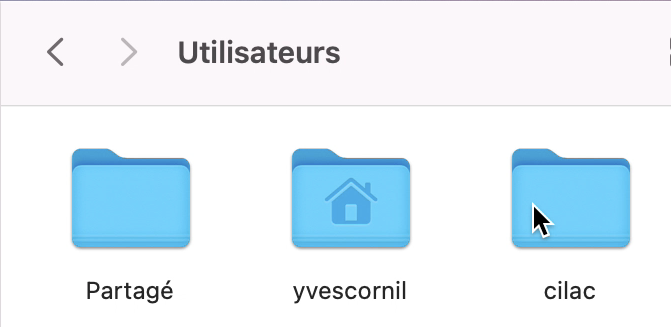 Utilisateurs
Partagé
yvescornil
cilac